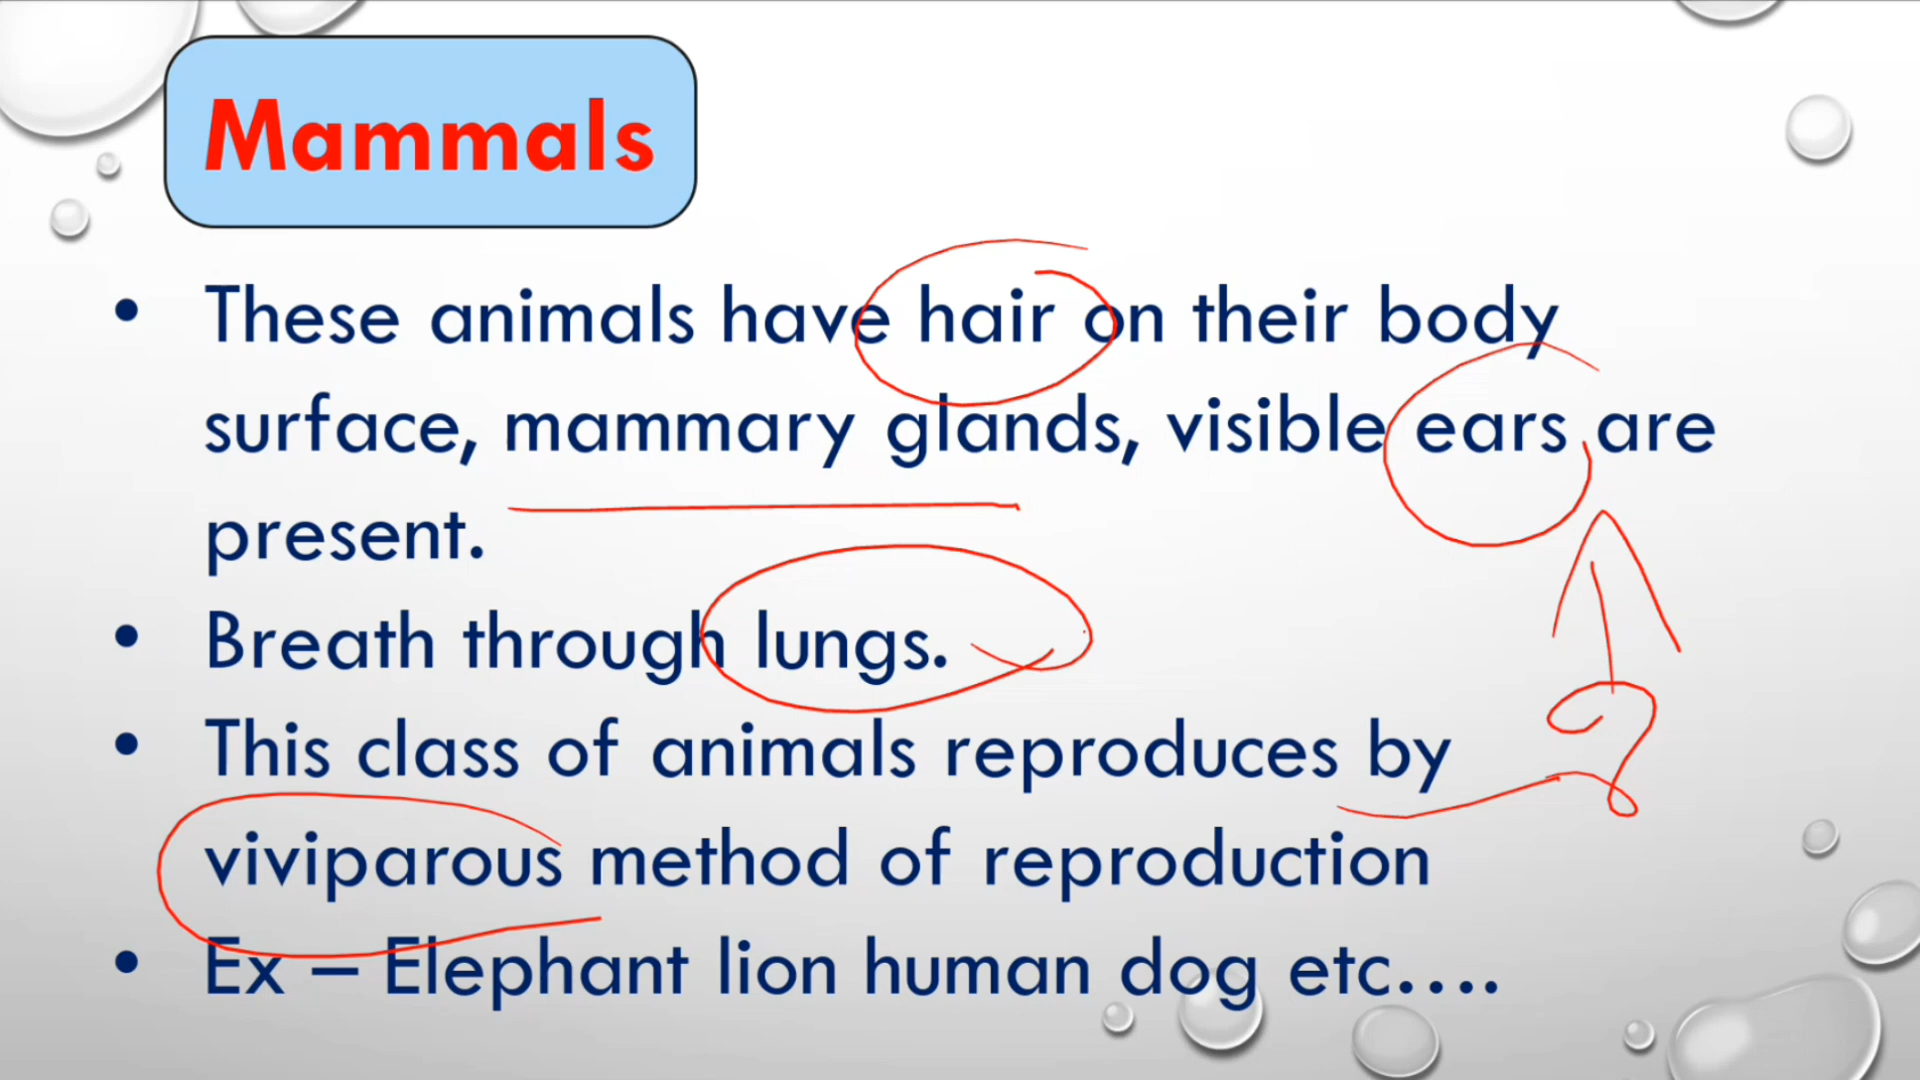 Mammals
• These animals have hair on their body
surface, mammary glands, visible ears are
present.
• Breath through lungs.
• This class of animals reproduces by
viviparous method of reproduction
• Ex – Elephant lion human dog etc....